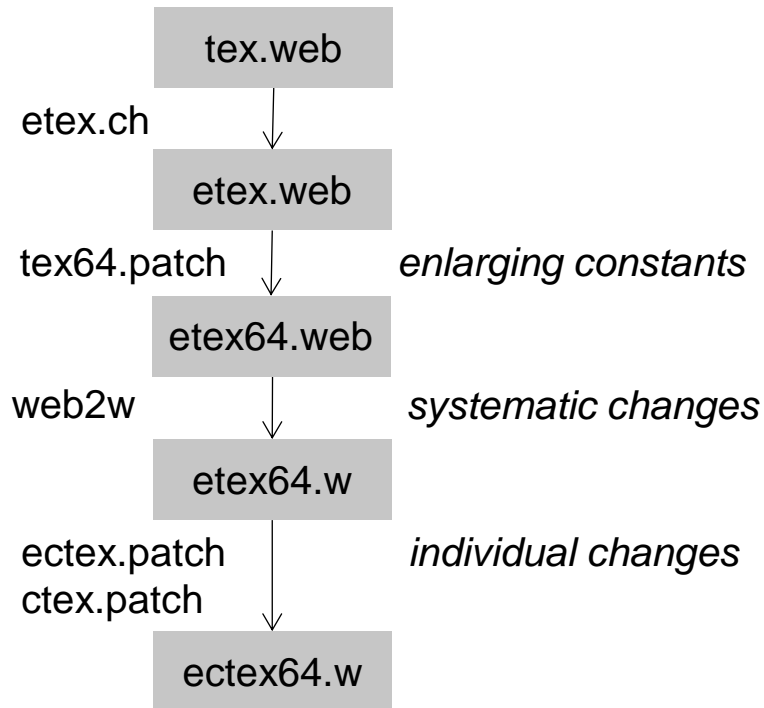 tex.web
etex.ch
etex.web
tex64.patch enlarging constants
etex64.web
web2w systematic changes
etex64.w
ectex.patch individual changes
ctex.patch
ectex64.w